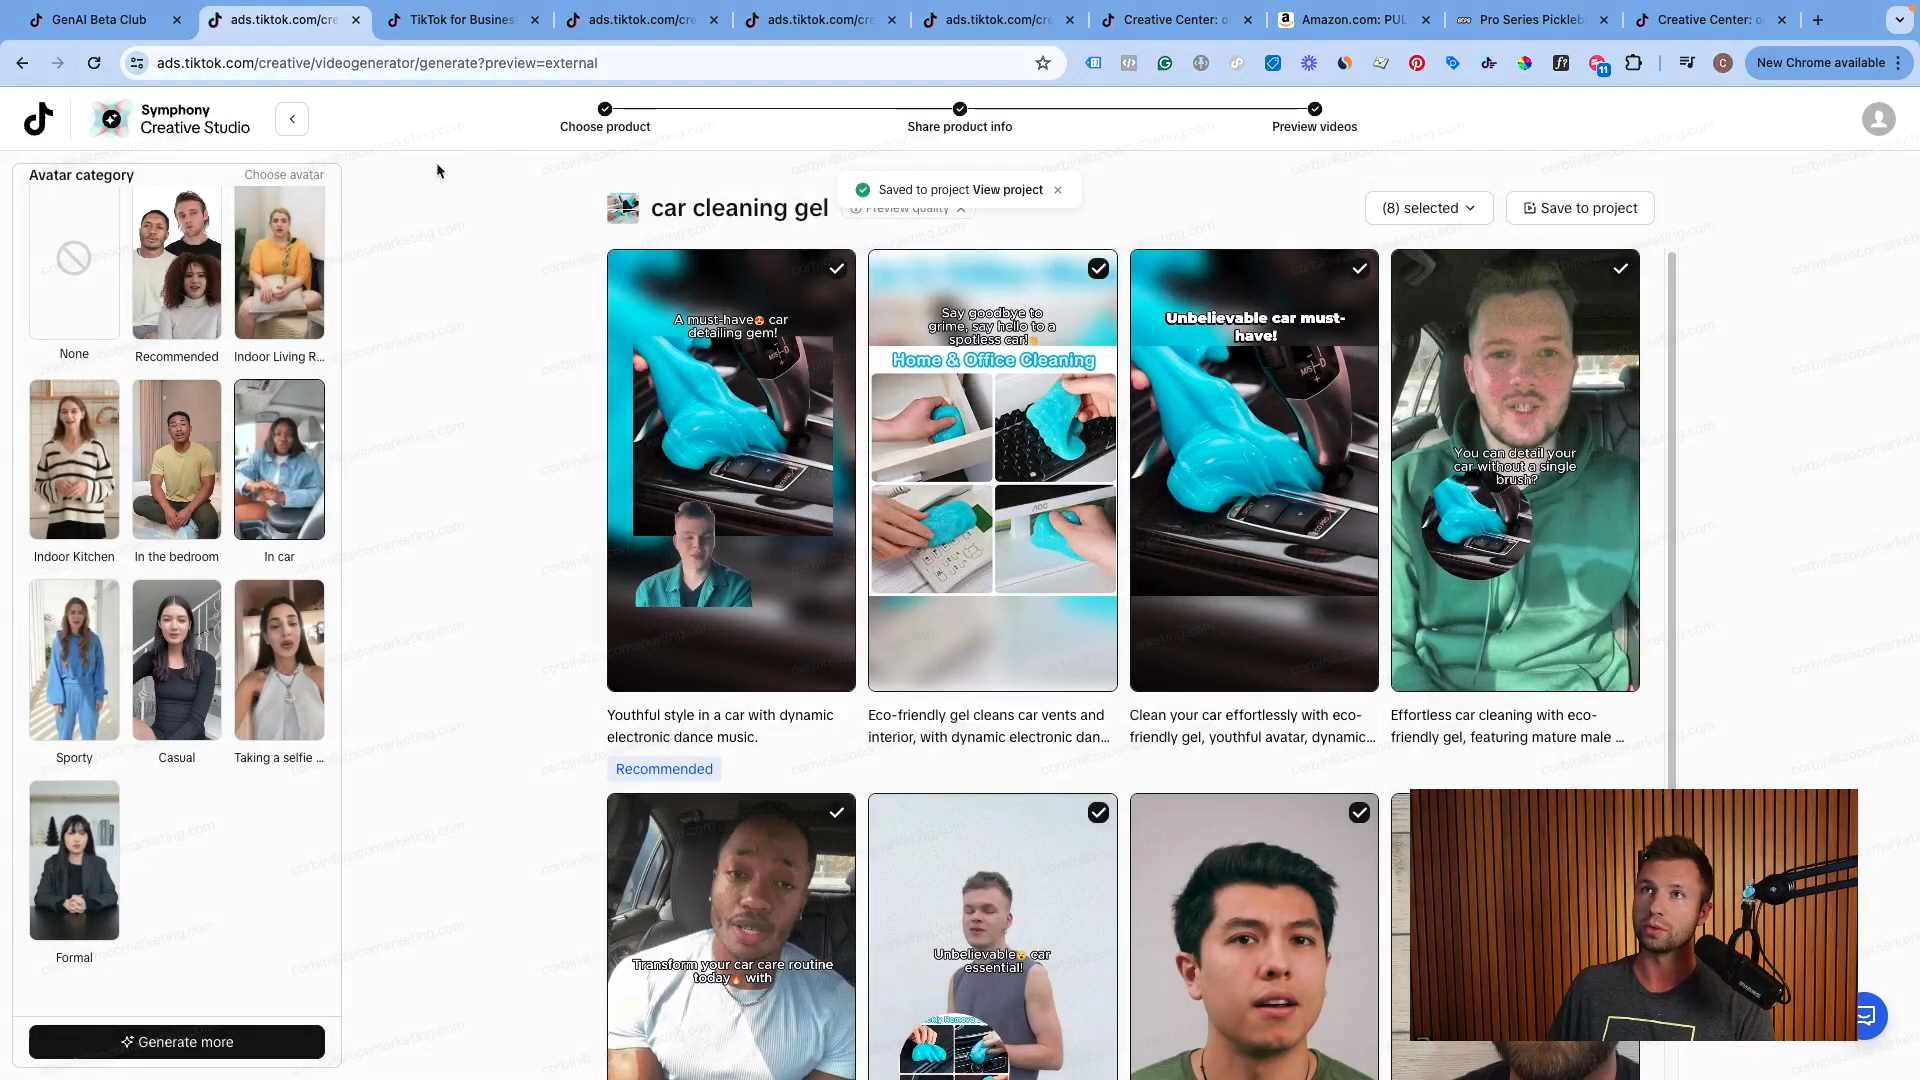 GenAI Beta Club
ads.tiktok.com/cre
TikTok for Busines
ads.tiktok.com/cre
ads.tiktok.com/cre
ads.tiktok.com/cre
Creative Center: o
Amazon.com: PUL
Pro Series Pickleb
Creative Center: o
ads.tiktok.com/creative/videogenerator/generate?preview=external
11
New Chrome available
Symphony
Creative Studio
Choose product
Share product info
Preview videos
Avatar category
Choose avatar
None
Recommended
Indoor Living R...
Indoor Kitchen
In the bedroom
In car
Sporty
Casual
Taking a selfie ...
Formal
Generate more
Saved to project View project
car cleaning gel
Preview quality
(8) selected
Save to project
A must-have😍 car
detailing gem!
Say goodbye to
grime, say hello to a
spotless car!👋
Home & Office Cleaning
Unbelievable car must-
have!
You can detail your
car without a single
brush?
Youthful style in a car with dynamic
electronic dance music.
Recommended
Eco-friendly gel cleans car vents and
interior, with dynamic electronic dan...
Clean your car effortlessly with eco-
friendly gel, youthful avatar, dynamic...
Effortless car cleaning with eco-
friendly gel, featuring mature male ...
Transform your car care routine
today🔥 with
Unbelievable😮 car
essential!
corbin@zocomarketing.com